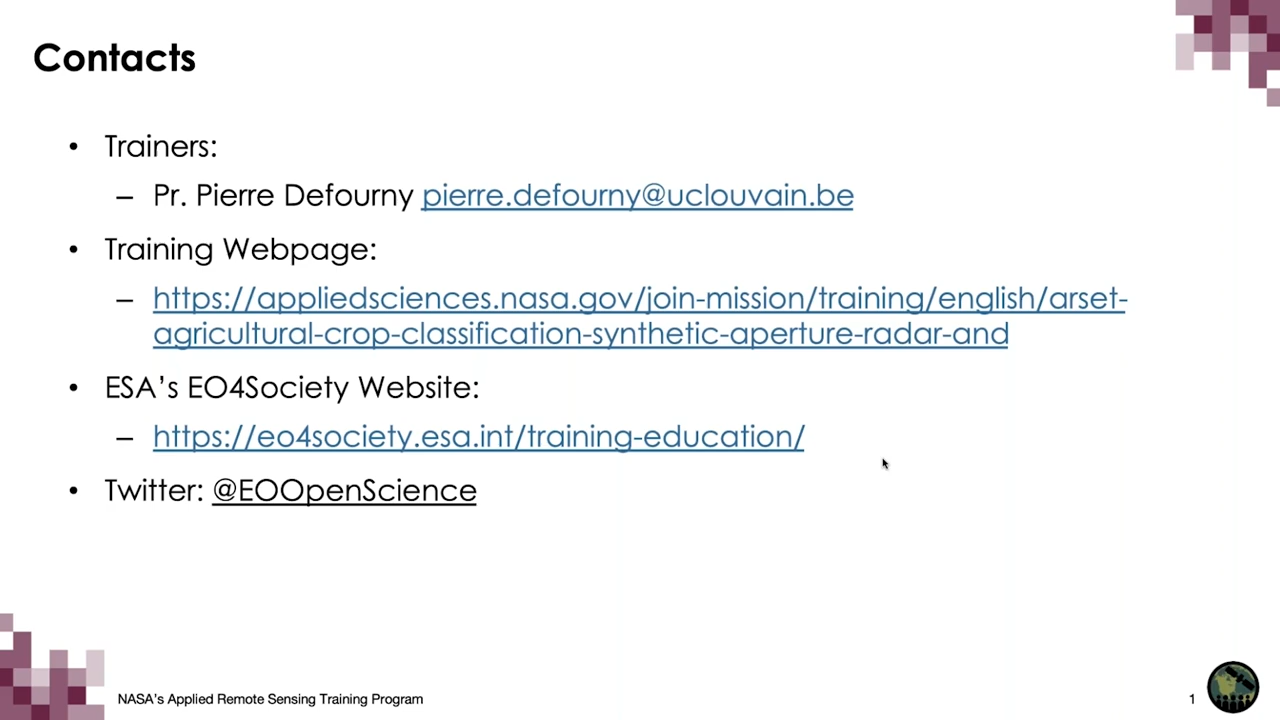 Contacts
• Trainers:
– Pr. Pierre Defourny pierre.defourny@uclouvain.be
• Training Webpage:
– https://appliedsciences.nasa.gov/join-mission/training/english/arset-
agricultural-crop-classification-synthetic-aperture-radar-and
• ESA's EO4Society Website:
– https://eo4society.esa.int/training-education/
• Twitter: @EOOpenScience
NASA's Applied Remote Sensing Training Program
1